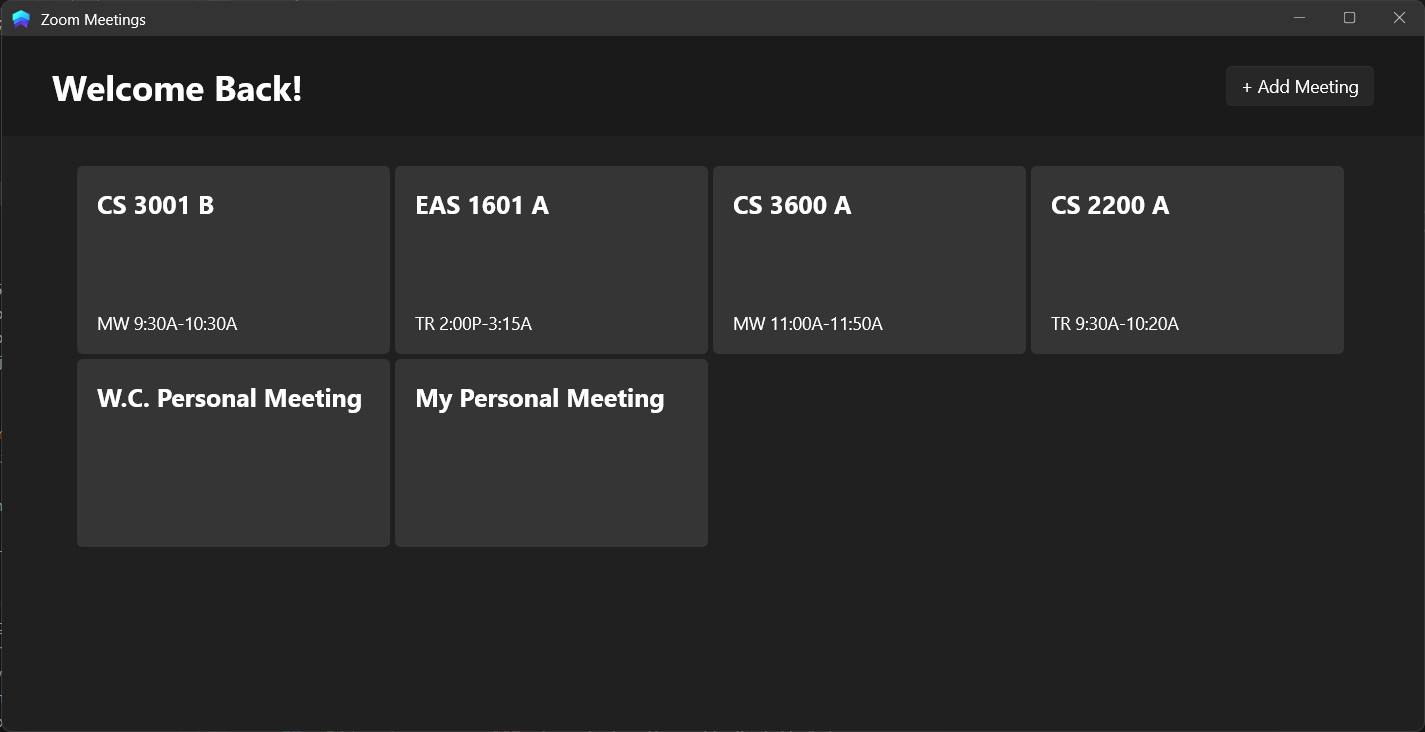 Zoom Meetings
Welcome Back!
+ Add Meeting
CS 3001 B
EAS 1601 A
CS 3600 A
CS 2200 A
MW 9:30A-10:30A
TR 2:00P-3:15A
MW 11:00A-11:50A
TR 9:30A-10:20A
W.C. Personal Meeting
My Personal Meeting